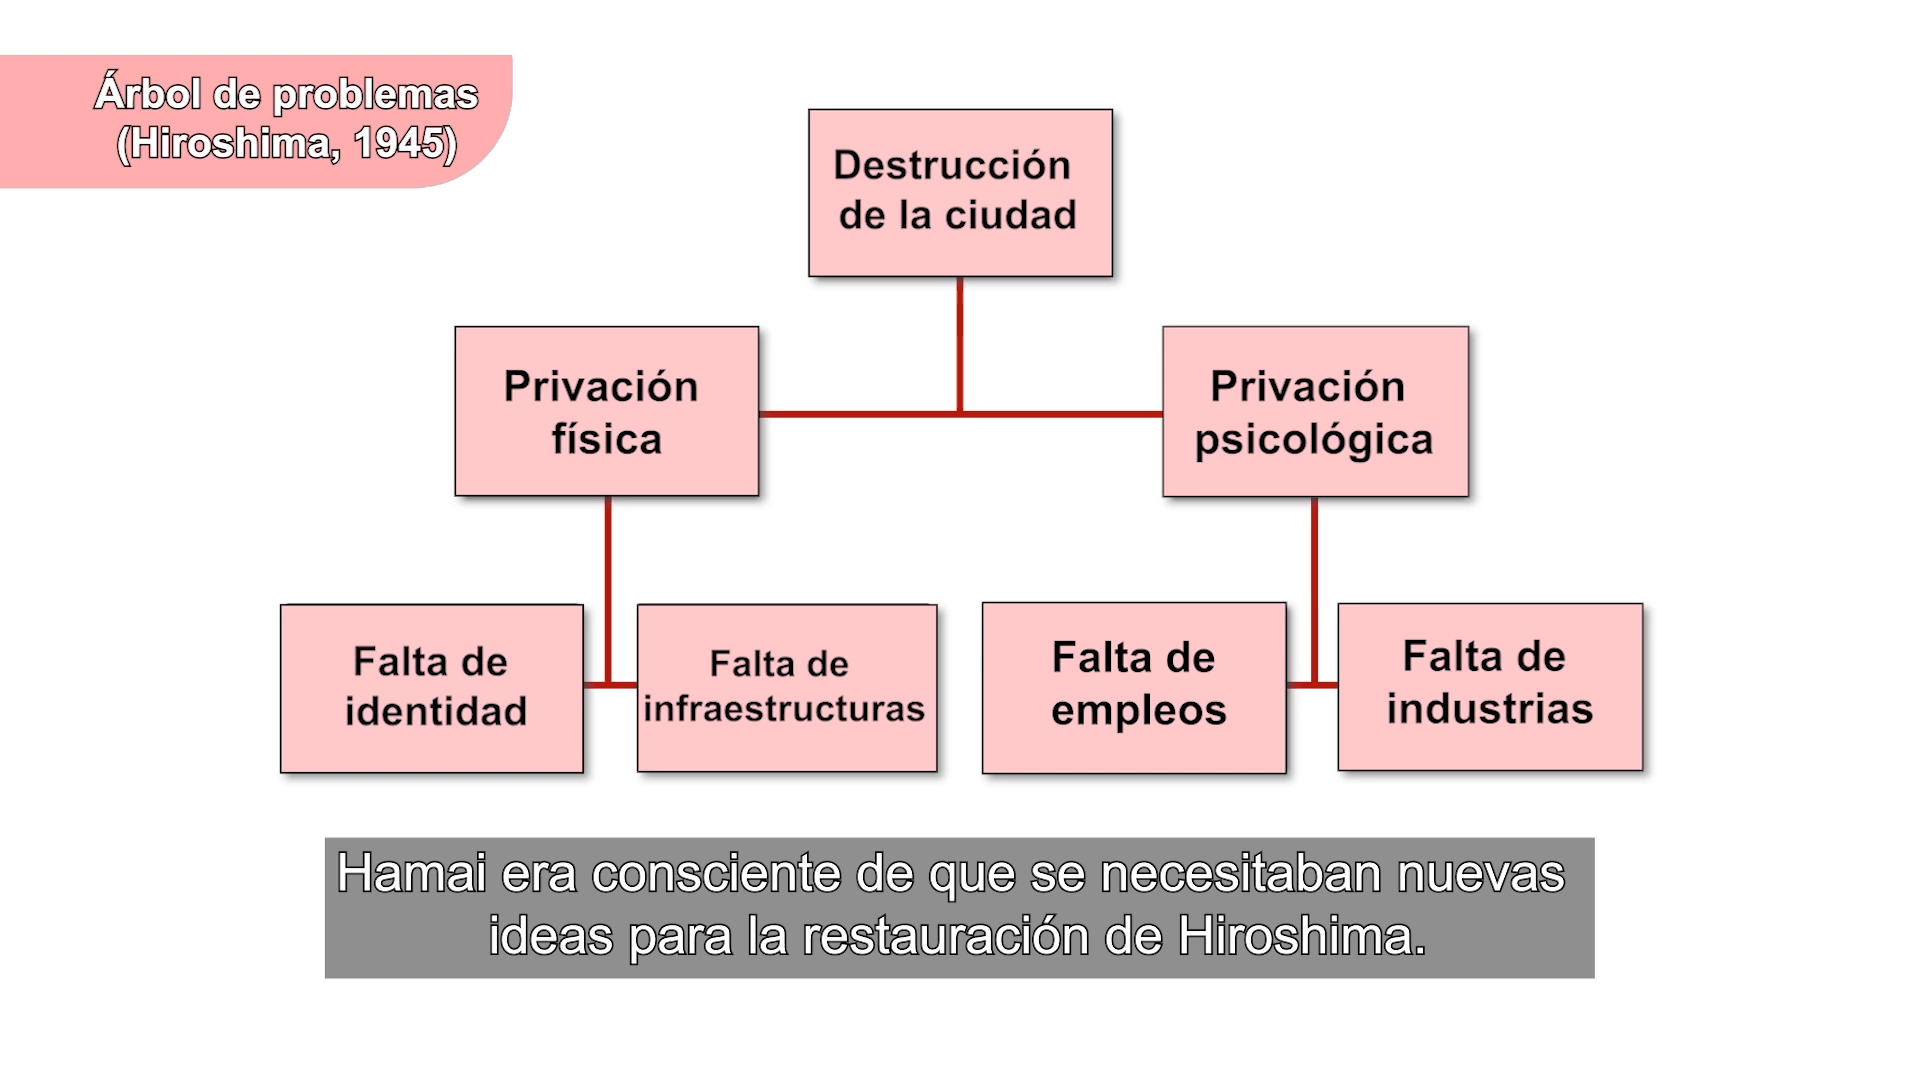 Árbol de problemas
(Hiroshima, 1945)
Destrucción
de la ciudad
Privación
física
Privación
psicológica
Falta de
identidad
Falta de
infraestructuras
Falta de
empleos
Falta de
industrias
Hamai era consciente de que se necesitaban nuevas
ideas para la restauración de Hiroshima.